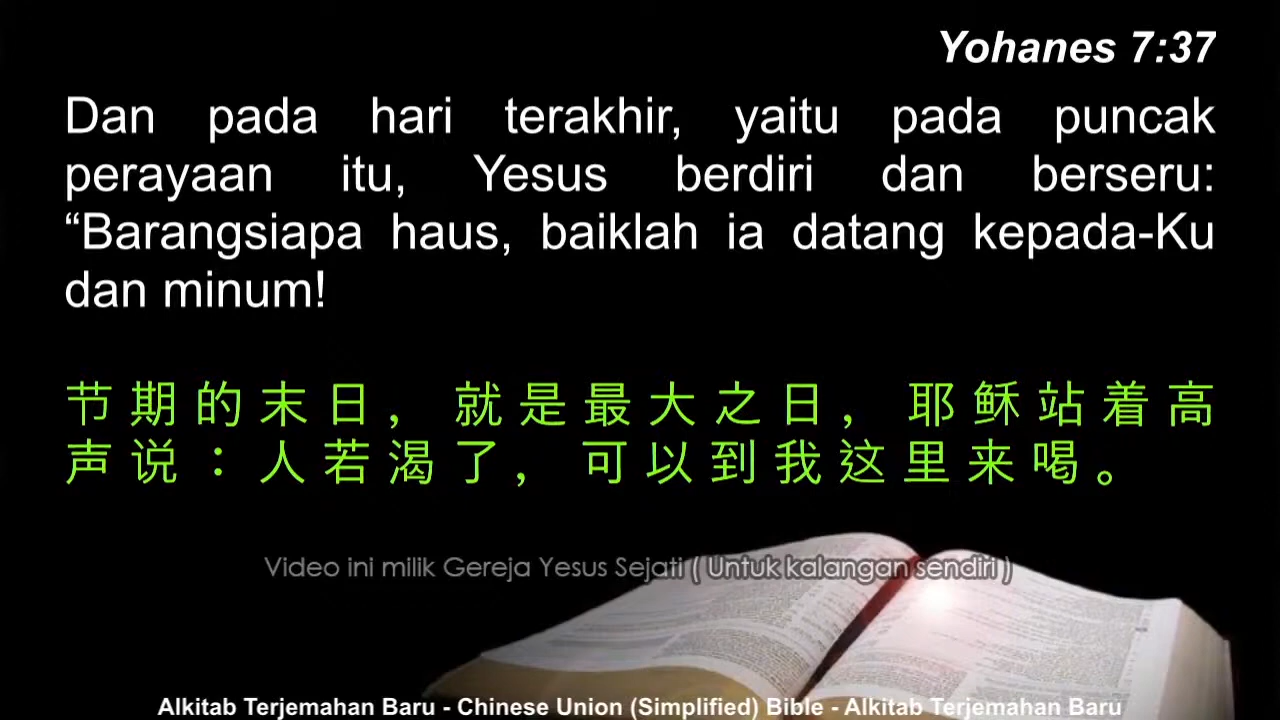 Yohanes 7:37
Dan pada hari terakhir, yaitu pada puncak
perayaan itu, Yesus berdiri dan berseru:
“Barangsiapa haus, baiklah ia datang kepada-Ku
dan minum!
节期的末日，就是最大之日，耶稣站着高
声说：人若渴了，可以到我这里来喝。
Video ini milik Gereja Yesus Sejati ( Untuk kalangan sendiri )
Alkitab Terjemahan Baru - Chinese Union (Simplified) Bible - Alkitab Terjemahan Baru